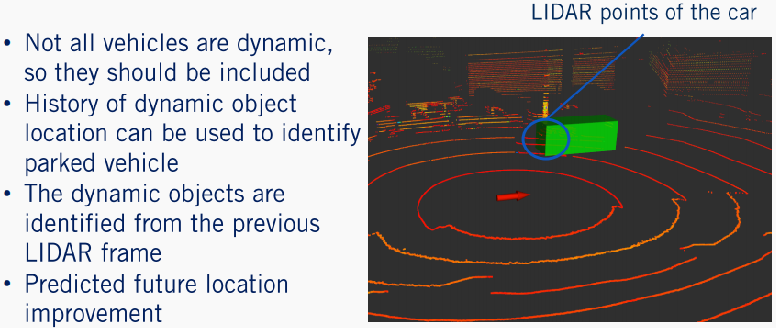 LIDAR points of the car
• Not all vehicles are dynamic,
so they should be included
• History of dynamic object
location can be used to identify
parked vehicle
• The dynamic objects are
identified from the previous
LIDAR frame
• Predicted future location
improvement